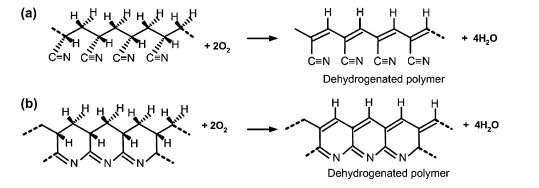 (a)
H H H H H H H H
H H H H
C≡N C≡N C≡N C≡N
+ 2O₂
H H H H
C≡N C≡N C≡N C≡N
+ 4H₂O
Dehydrogenated polymer
(b)
H H H H H H H H
H H H H
N N N
+ 2O₂
H H H H
N N N
+ 4H₂O
Dehydrogenated polymer